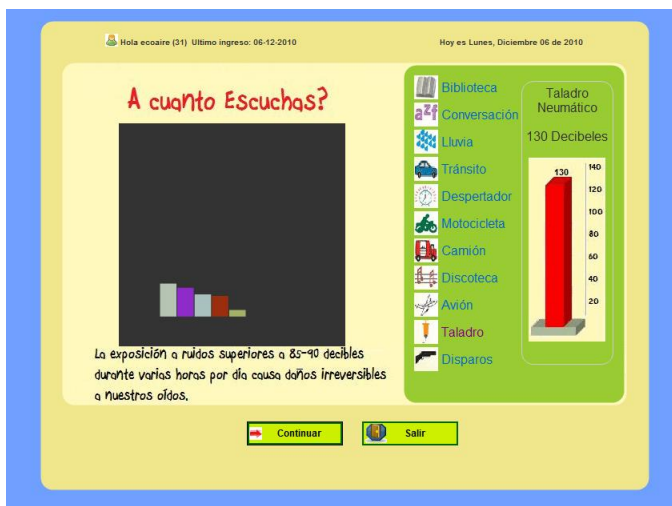 Hola ecoaire (31) Ultimo ingreso: 06-12-2010
Hoy es Lunes, Diciembre 06 de 2010
A cuanto Escuchas?
La exposición a ruidos superiores a 85-90 decibles
durante varias horas por día causa daños irreversibles
a nuestros oídos.
Biblioteca
azf Conversación
Lluvia
Tránsito
Despertador
Motocicleta
Camión
Discoteca
Avión
Taladro
Disparos
Taladro
Neumático
130 Decibeles
130
140
120
100
80
60
40
20
Continuar
Salir